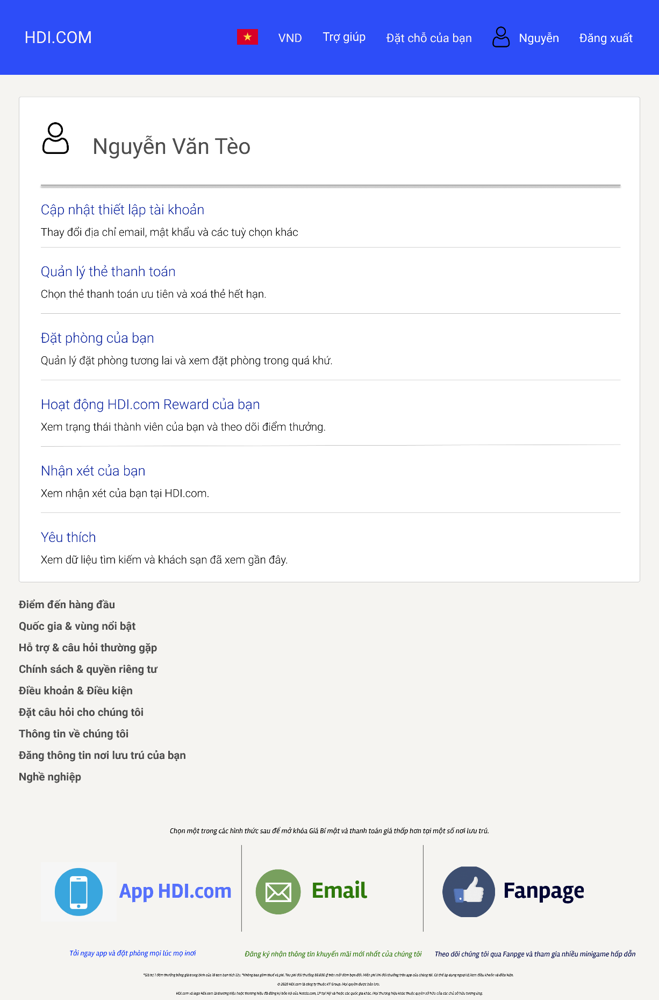 HDI.COM
VND
Trợ giúp
Đặt chỗ của bạn
Nguyễn
Đăng xuất
Nguyễn Văn Tèo
Cập nhật thiết lập tài khoản
Thay đổi địa chỉ email, mật khẩu và các tuỳ chọn khác
Quản lý thẻ thanh toán
Chọn thẻ thanh toán ưu tiên và xoá thẻ hết hạn.
Đặt phòng của bạn
Quản lý đặt phòng tương lai và xem đặt phòng trong quá khứ.
Hoạt động HDI.com Reward của bạn
Xem trạng thái thành viên của bạn và theo dõi điểm thưởng.
Nhận xét của bạn
Xem nhận xét của bạn tại HDI.com.
Yêu thích
Xem dữ liệu tìm kiếm và khách sạn đã xem gần đây.
Điểm đến hàng đầu
Quốc gia & vùng nổi bật
Hỗ trợ & câu hỏi thường gặp
Chính sách & quyền riêng tư
Điều khoản & Điều kiện
Đặt câu hỏi cho chúng tôi
Thông tin về chúng tôi
Đăng thông tin nơi lưu trú của bạn
Nghề nghiệp
Chọn một trong các hình thức sau để mở khóa Giá Bí mật và thanh toán giá thấp hơn tại một số nơi lưu trú.
App HDI.com
Email
Fanpage
Tải ngay app và đặt phòng mọi lúc mọ inơi
Đăng ký nhận thông tin khuyến mãi mới nhất của chúng tôi
Theo dõi chúng tôi qua Fanpge và tham gia nhiều minigame hấp dẫn
*Giá trị 1 đêm thưởng bằng giá trung bình của 10 tem bạn tích lũy. *Không bao gồm thuế và phí. Thu phí đổi thưởng 80.000 ₫ trên mỗi đêm bạn đổi. Miễn phí khi đổi thưởng trên app của chúng tôi. Có thể áp dụng ngoại lệ.Xem điều khoản và điều kiện.
© 2020 HDI.com là công ty thuộc KT Group. Mọi quyền được bảo lưu.
HDI.com và logo HDI.com là thương hiệu hoặc thương hiệu đã đăng ký bảo hộ của Hotels.com, LP tại Mỹ và/hoặc các quốc gia khác. Mọi thương hiệu khác thuộc quyền sở hữu của các chủ sở hữu tương ứng.